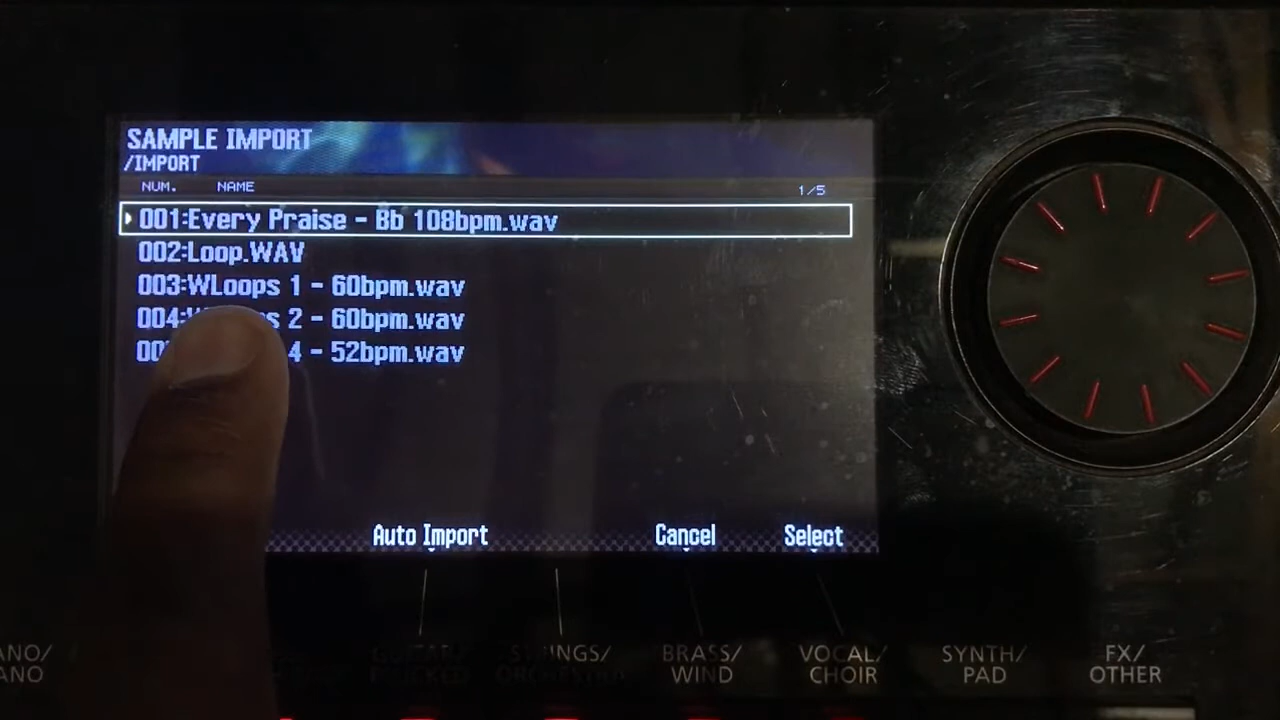 SAMPLE IMPORT
/IMPORT
NUM. NAME 1/5
001:Every Praise - Bb 108bpm.wav
002:Loop.WAV
003:WLoops 1 - 60bpm.wav
004: 2 - 60bpm.wav
4 - 52bpm.wav
Auto Import Cancel Select
BRASS/ VOCAL/ SYNTH/ FX/
WIND CHOIR PAD OTHER